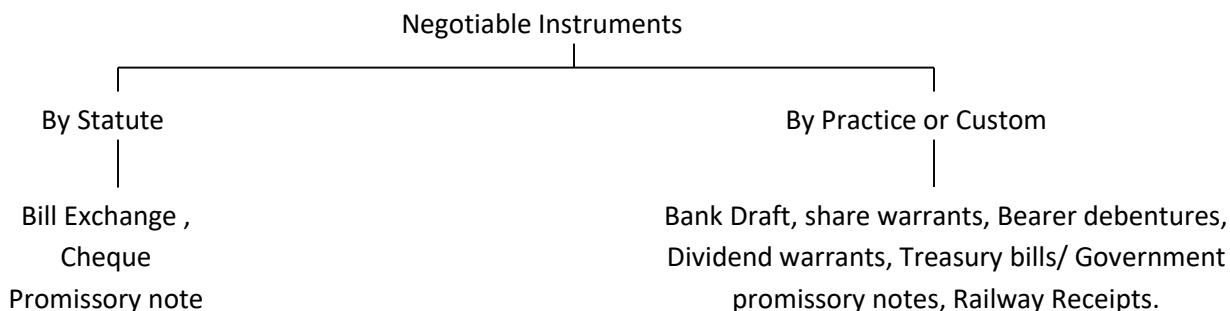 Negotiable Instruments
By Statute
By Practice or Custom
Bill Exchange ,
Cheque
Promissory note
Bank Draft, share warrants, Bearer debentures,
Dividend warrants, Treasury bills/ Government
promissory notes, Railway Receipts.